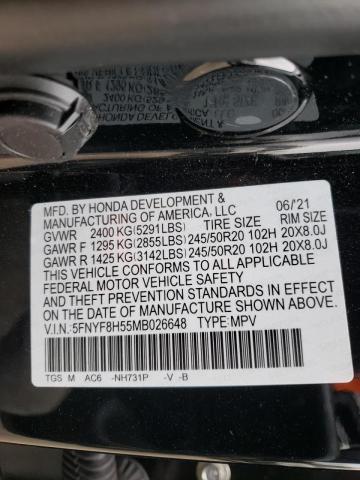 MFD. BY HONDA DEVELOPMENT &
MANUFACTURING OF AMERICA, LLC 06/'21
GVWR 2400 KG(5291LBS) TIRE SIZE RIM SIZE
GAWR F 1295 KG(2855LBS) 245/50R20 102H 20X8.0J
GAWR R 1425 KG(3142LBS) 245/50R20 102H 20X8.0J
THIS VEHICLE CONFORMS TO ALL APPLICABLE
FEDERAL MOTOR VEHICLE SAFETY
AND THEFT PREVENTION STANDARDS IN EFFECT
ON THE DATE OF MANUFACTURE SHOWN ABOVE.
V.I.N.: 5FNYF8H55MB026648 TYPE: MPV
TGS M AC6 -NH731P -V -B